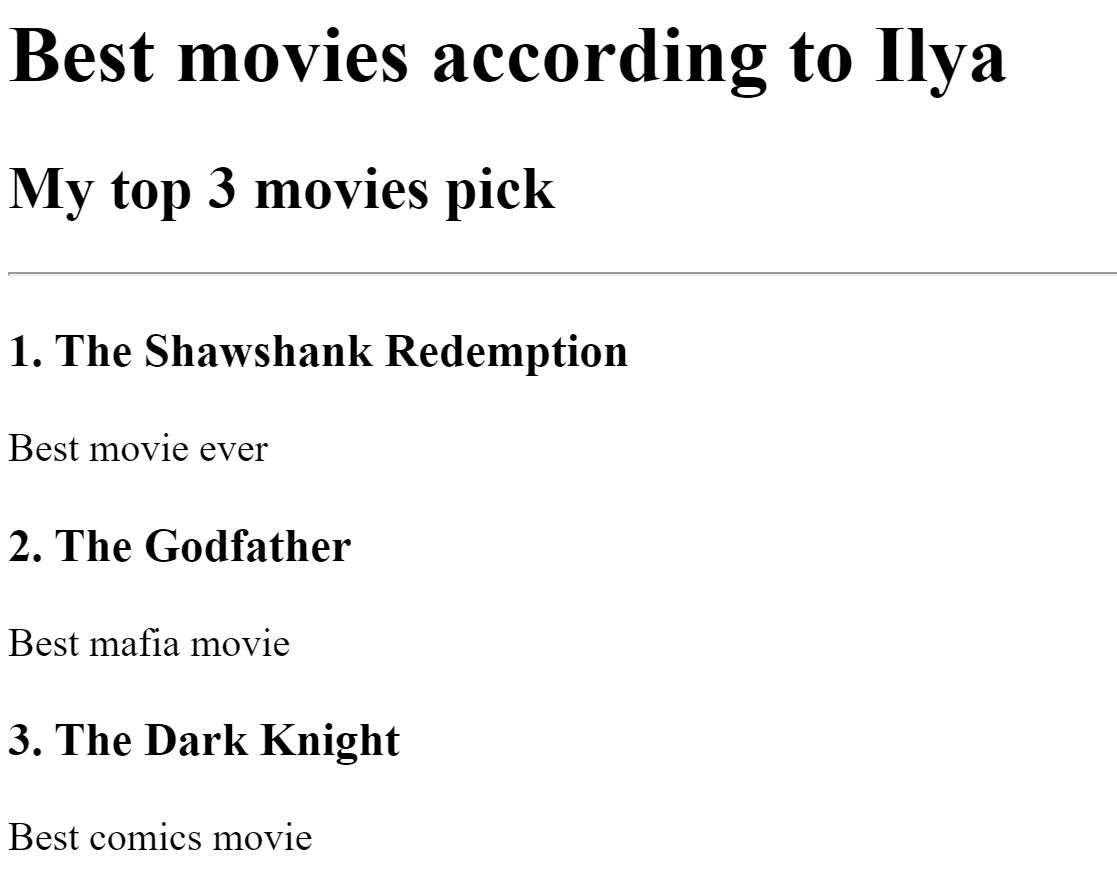 Best movies according to Ilya
My top 3 movies pick
1. The Shawshank Redemption
Best movie ever
2. The Godfather
Best mafia movie
3. The Dark Knight
Best comics movie